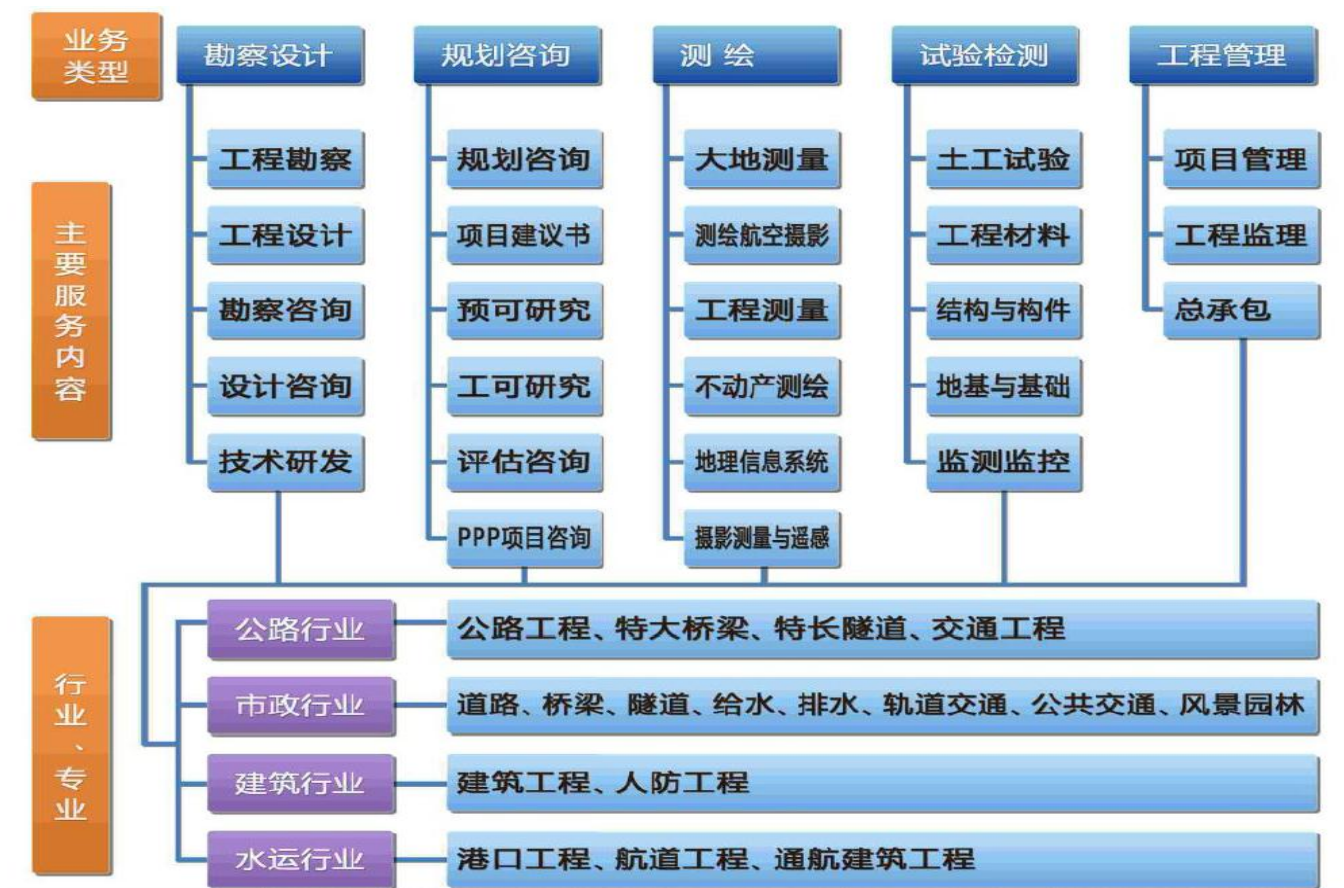 业务
类型
勘察设计
规划咨询
测绘
试验检测
工程管理
主要服务内容
工程勘察
工程设计
勘察咨询
设计咨询
技术研发
规划咨询
项目建议书
预可研究
工可研究
评估咨询
PPP项目咨询
大地测量
测绘航空摄影
工程测量
不动产测绘
地理信息系统
摄影测量与遥感
土工试验
工程材料
结构与构件
地基与基础
监测监控
项目管理
工程监理
总承包
行业、专业
公路行业
公路工程、特大桥梁、特长隧道、交通工程
市政行业
道路、桥梁、隧道、给水、排水、轨道交通、公共交通、风景园林
建筑行业
建筑工程、人防工程
水运行业
港口工程、航道工程、通航建筑工程